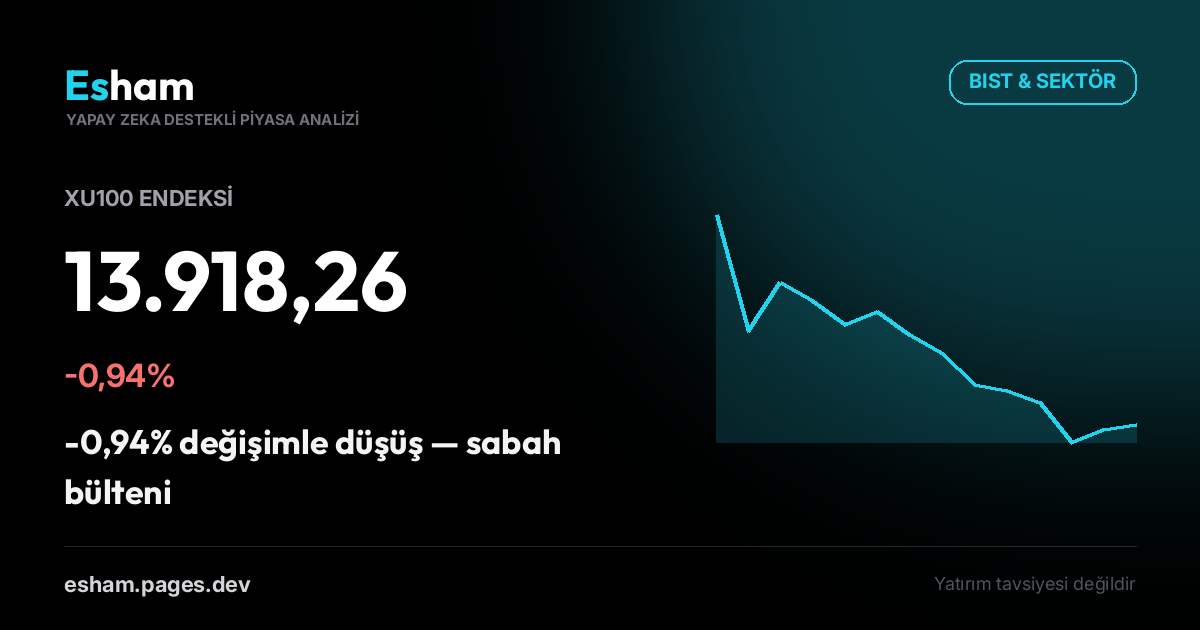 Esham
BIST & SEKTÖR
YAPAY ZEKA DESTEKLİ PİYASA ANALİZİ
XU100 ENDEKSİ
13.918,26
-0,94%
-0,94% değişimle düşüş — sabah
bülteni
esham.pages.dev
Yatırım tavsiyesi değildir